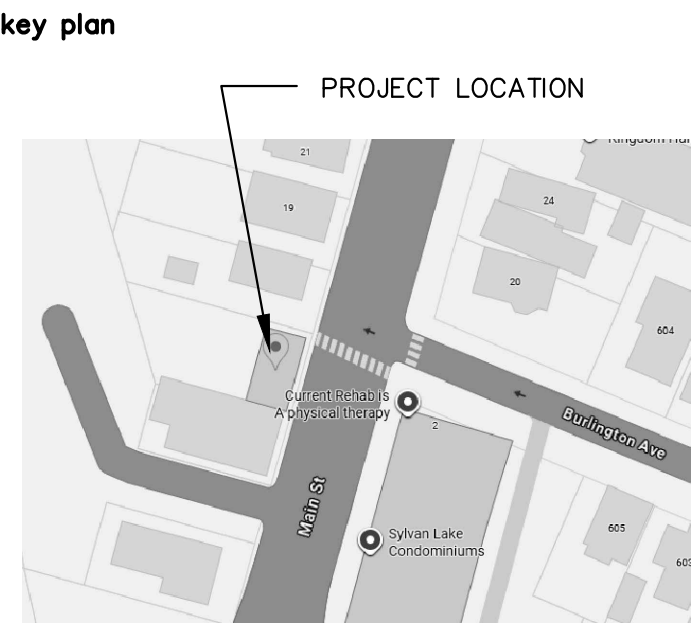 key plan
PROJECT LOCATION
21
19
24
20
604
Current Rehab is
A physical therapy
2
Burlington Ave
Main St
Sylvan Lake
Condominiums
605
603